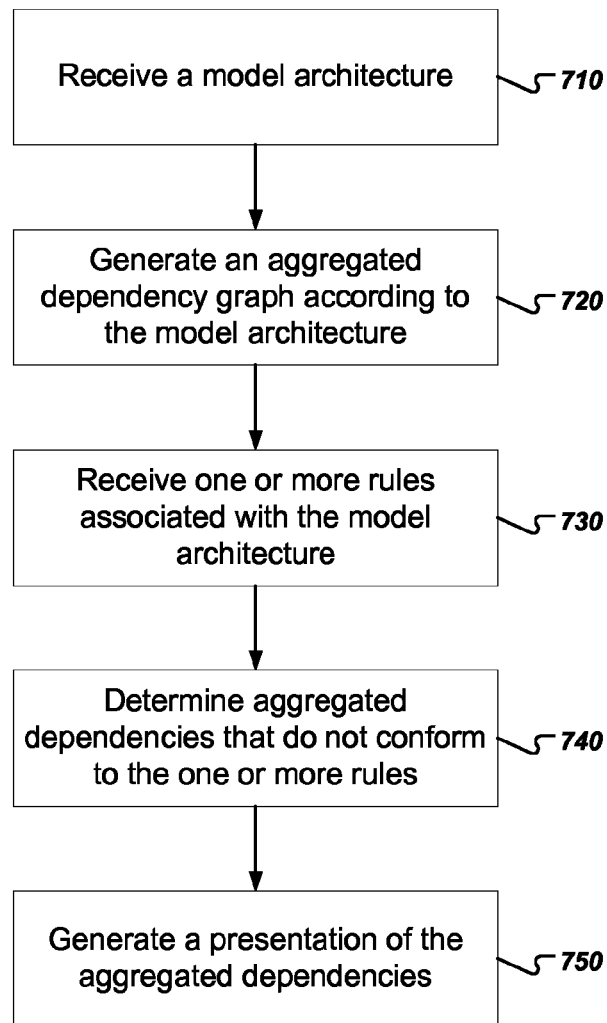 Receive a model architecture
710
Generate an aggregated
dependency graph according to
the model architecture
720
Receive one or more rules
associated with the model
architecture
730
Determine aggregated
dependencies that do not conform
to the one or more rules
740
Generate a presentation of the
aggregated dependencies
750